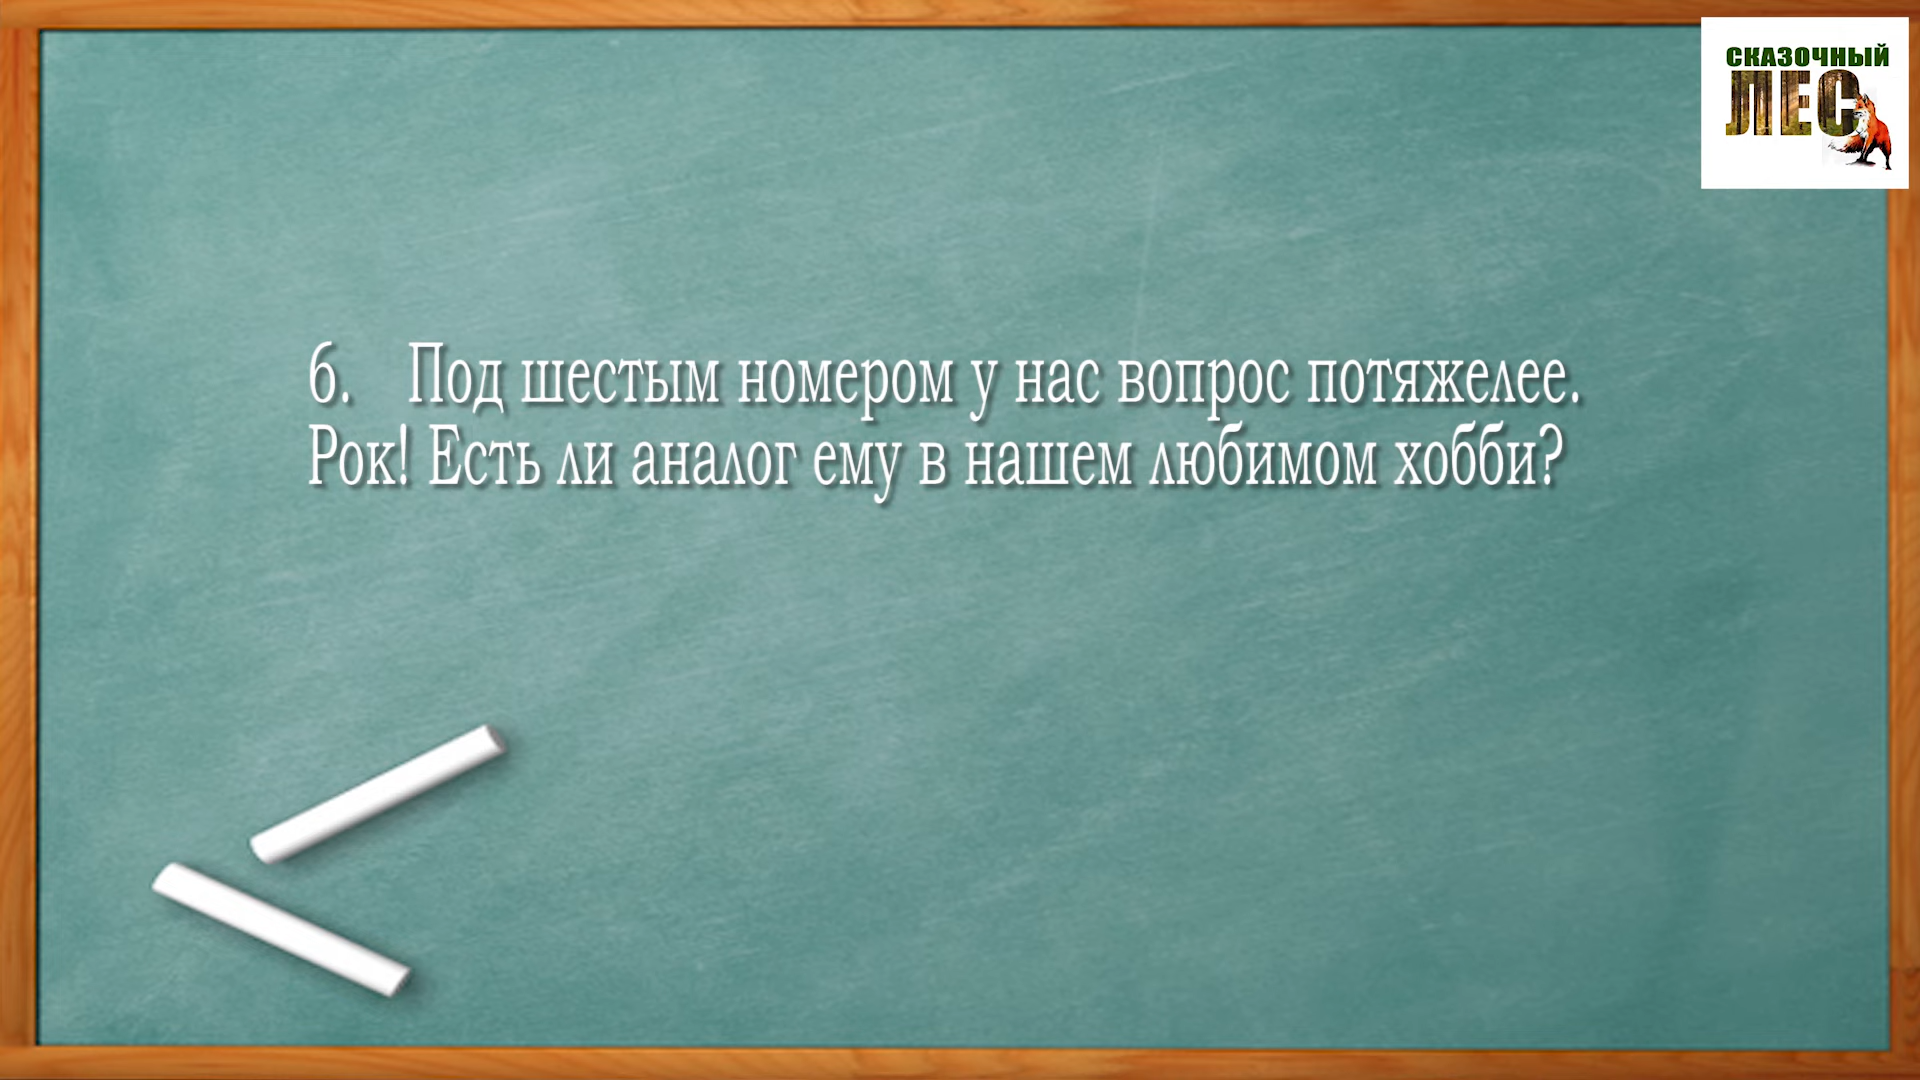 СКАЗОЧНЫЙ
ЛЕС
6. Под шестым номером у нас вопрос потяжелее.
Рок! Есть ли аналог ему в нашем любимом хобби?